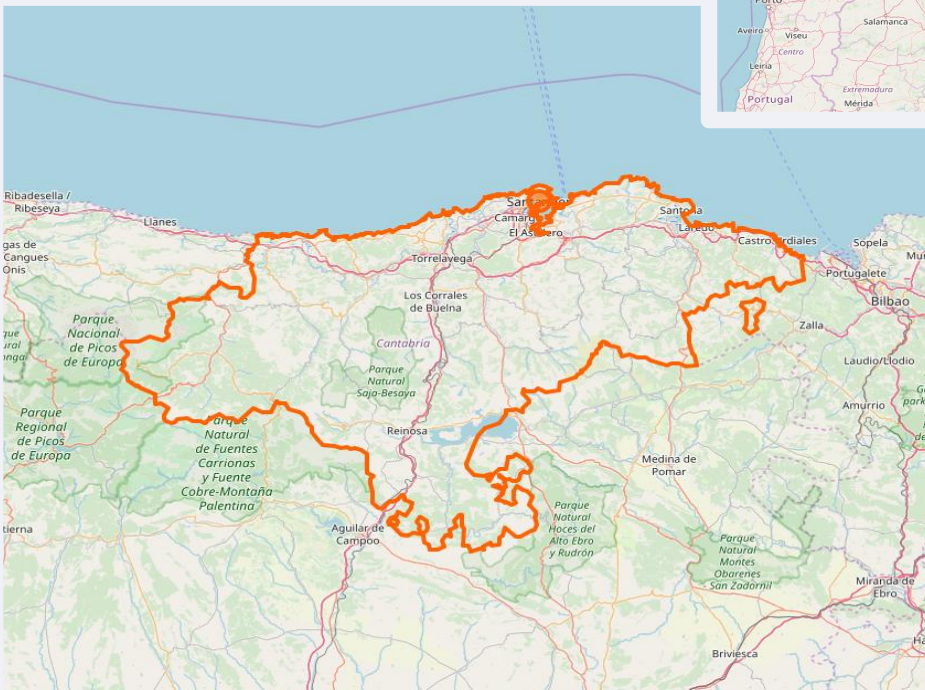 Porto
Aveiro
Viseu
Salamanca
Centro
Leiria
Portugal
Extremadura
Mérida
Ribadesella /
Ribeseya
Llanes
gas de
Cangues
Onís
Santoña
Laredo
Camargo
El Astillero
Castro Urdiales
Sopela
Portugalete
Bilbao
Torrelavega
Los Corrales
de Buelna
Zalla
Parque
Nacional
de Picos
de Europa
Cantabria
Laudio/Llodio
Parque
Natural
Saja-Besaya
Amurrio
Parque
Regional
de Picos
de Europa
Reinosa
Parque
Natural
de Fuentes
Carrionas
y Fuente
Cobre-Montaña
Palentina
Medina de
Pomar
tierna
Aguilar de
Campoo
Parque
Natural
Hoces del
Alto Ebro
y Rudrón
Parque
Natural
Montes
Obarenes
- San Zadornil
Miranda de
Ebro
Briviesca